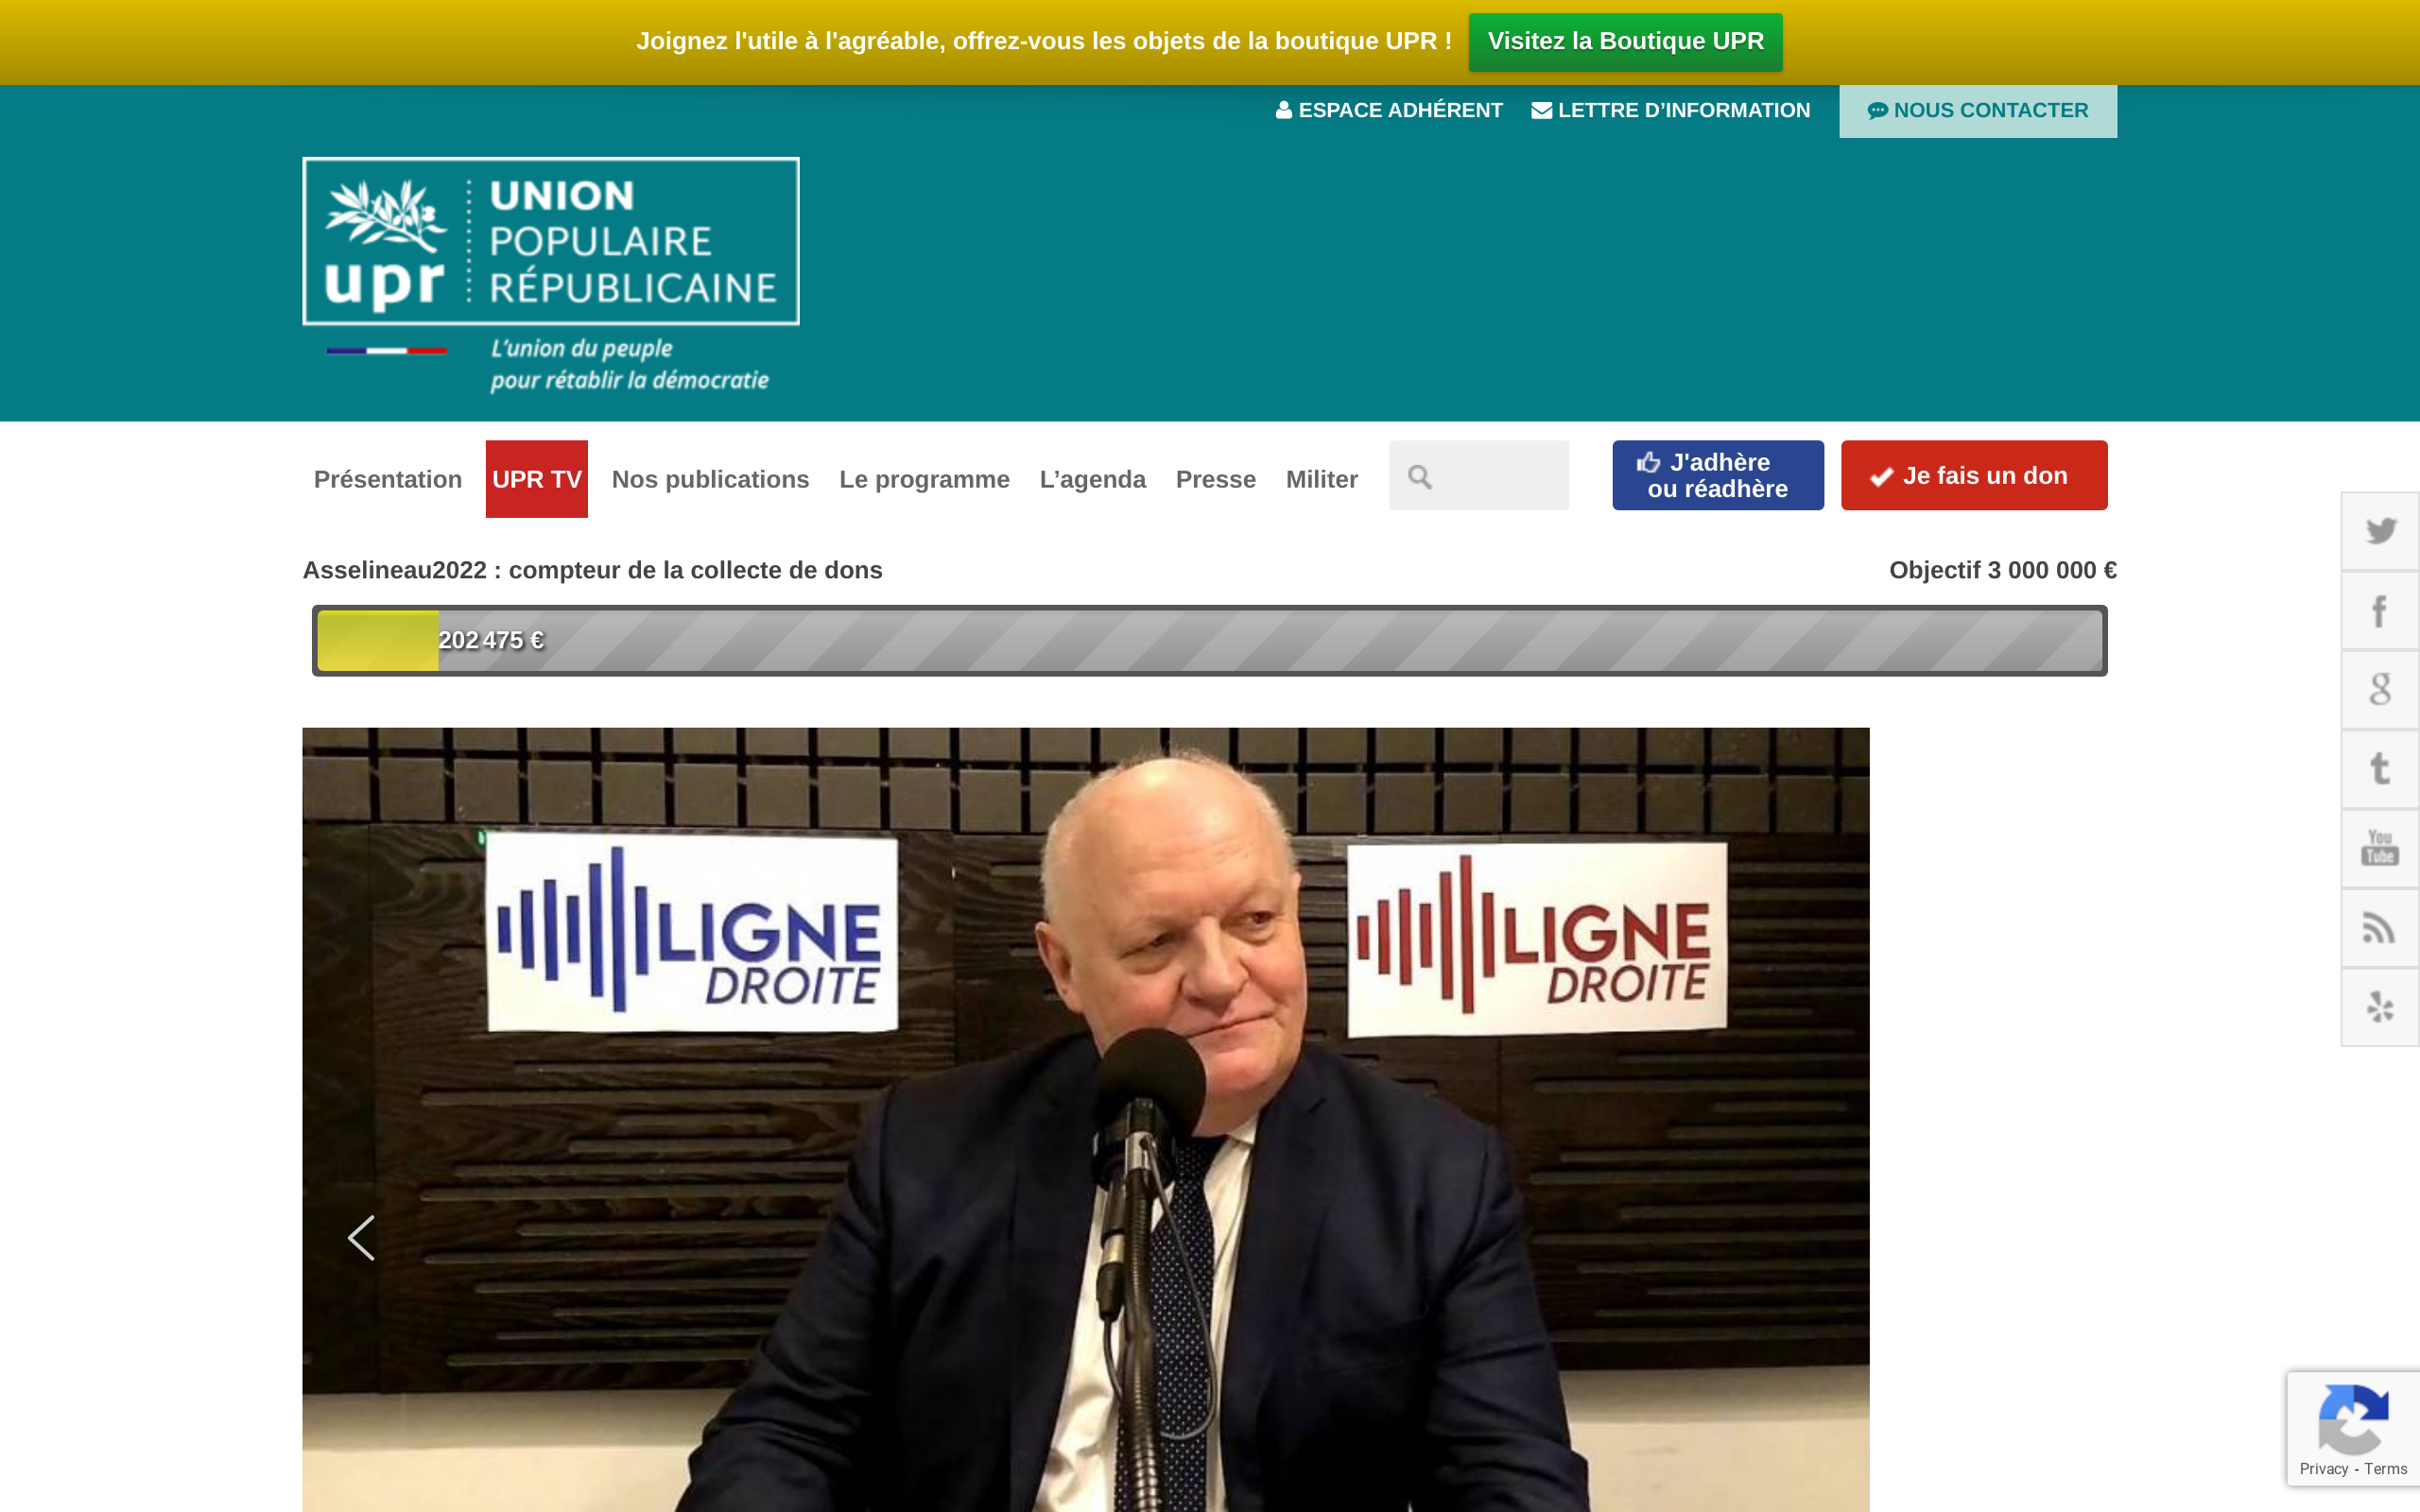 Joignez l'utile à l'agréable, offrez-vous les objets de la boutique UPR ! Visitez la Boutique UPR
ESPACE ADHÉRENT LETTRE D’INFORMATION NOUS CONTACTER
upr
UNION
POPULAIRE
RÉPUBLICAINE
L’union du peuple
pour rétablir la démocratie
Présentation UPR TV Nos publications Le programme L’agenda Presse Militer
J'adhère
ou réadhère
Je fais un don
Asselineau2022 : compteur de la collecte de dons Objectif 3 000 000 €
202 475 €
LIGNE
DROITE
LIGNE
DROITE
You
Tube
Privacy - Terms